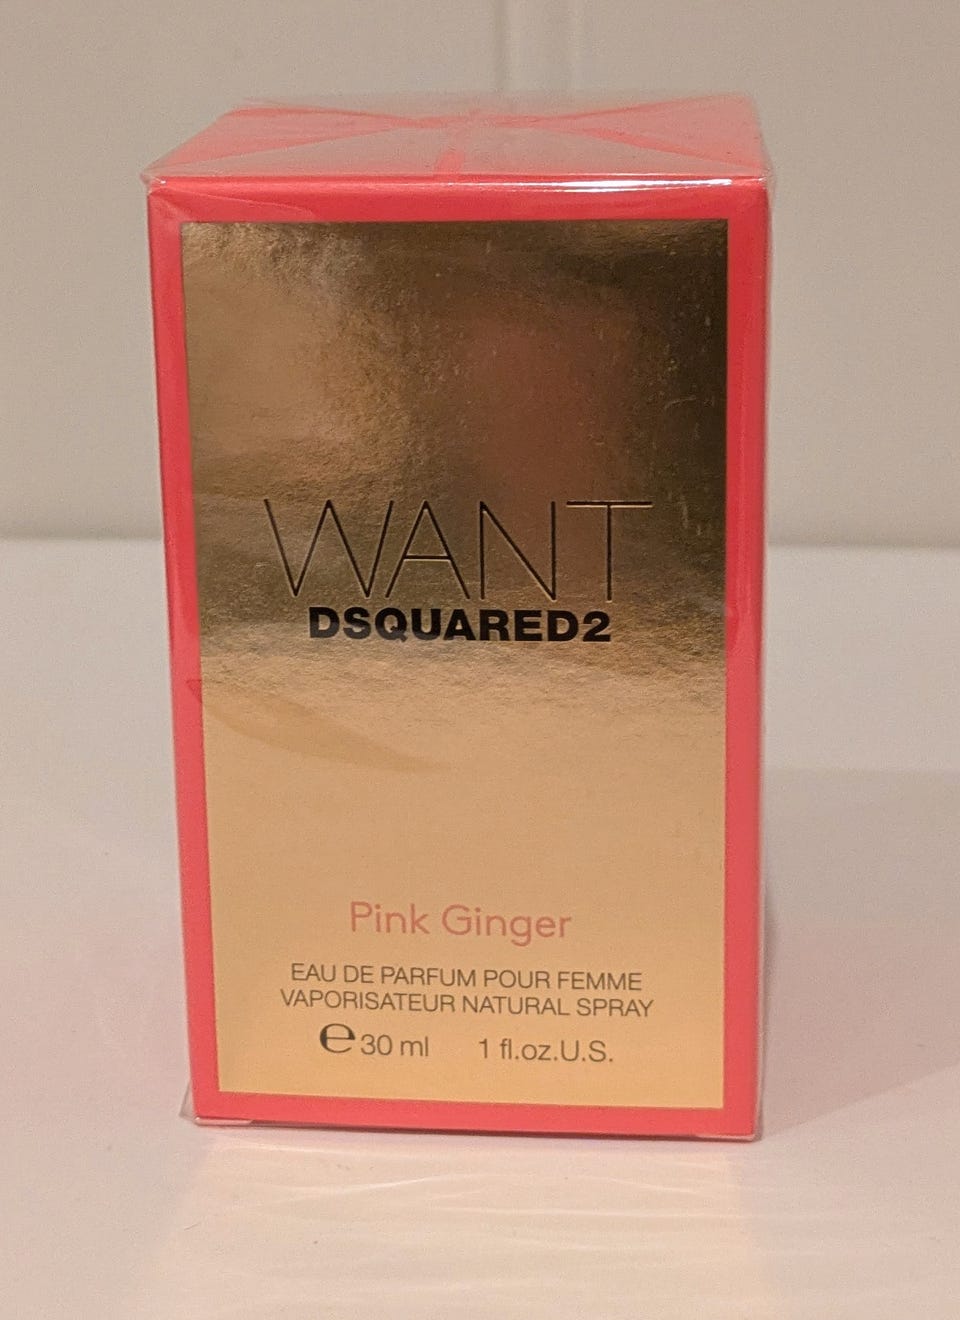 WANT
DSQUARED2
Pink Ginger
EAU DE PARFUM POUR FEMME
VAPORISATEUR NATURAL SPRAY
℮ 30 ml 1 fl.oz.U.S.